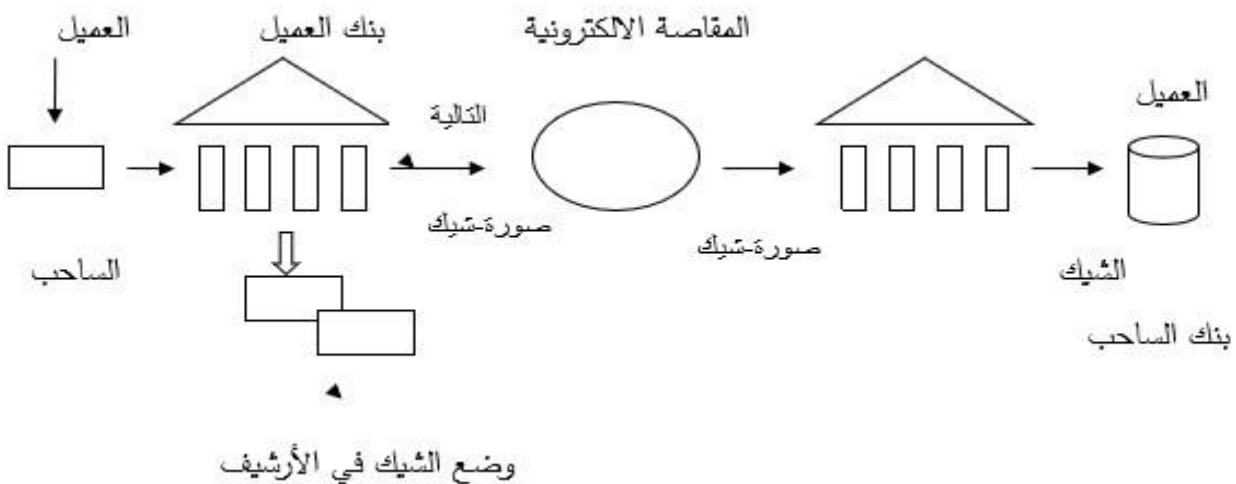 العميل
بنك العميل
المقاصة الالكترونية
العميل
التالية
صورة-شيك
صورة-شيك
الساحب
الشيك
بنك الساحب
وضع الشيك في الأرشيف